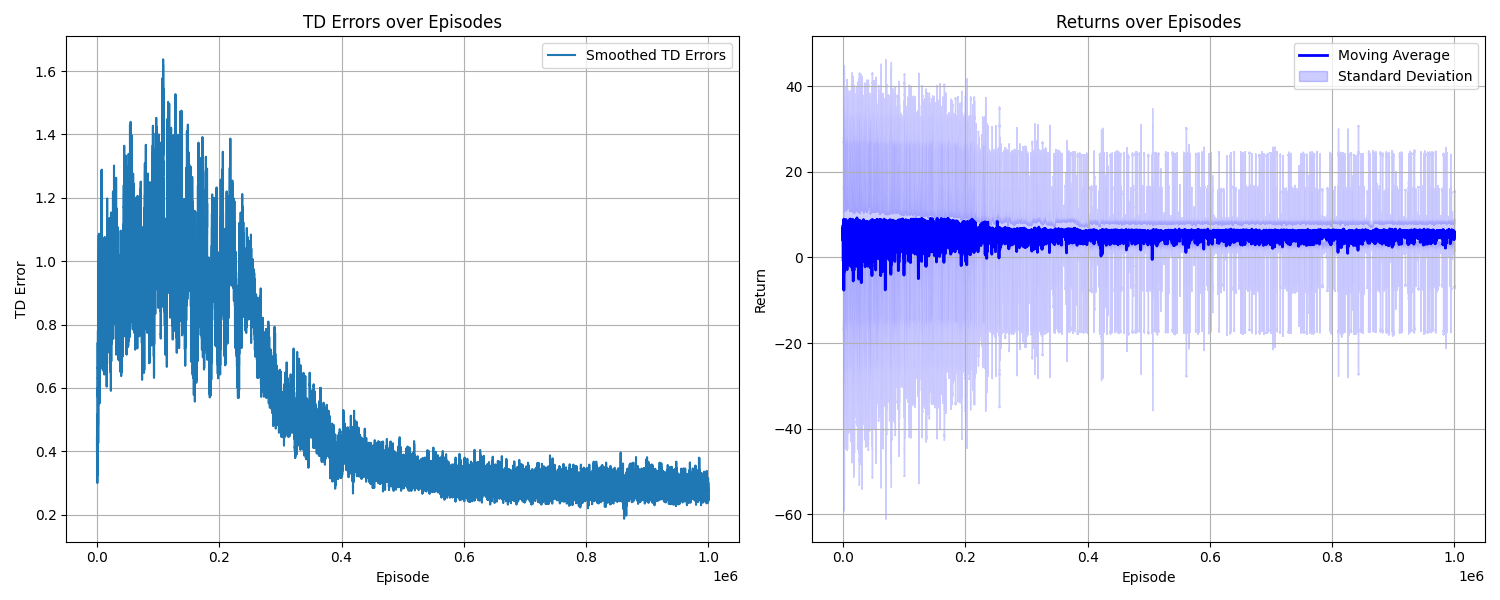 TD Errors over Episodes
Smoothed TD Errors
TD Error
1.6
1.4
1.2
1.0
0.8
0.6
0.4
0.2
0.0
0.2
0.4
0.6
0.8
1.0
1e6
Episode
Returns over Episodes
Moving Average
Standard Deviation
Return
40
20
0
−20
−40
−60
0.0
0.2
0.4
0.6
0.8
1.0
1e6
Episode